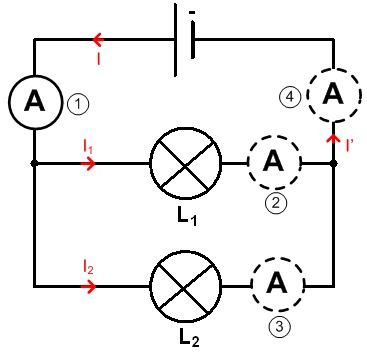 -
I
A
①
A
④
I₁
A
I'
L₁
②
I₂
A
L₂
③